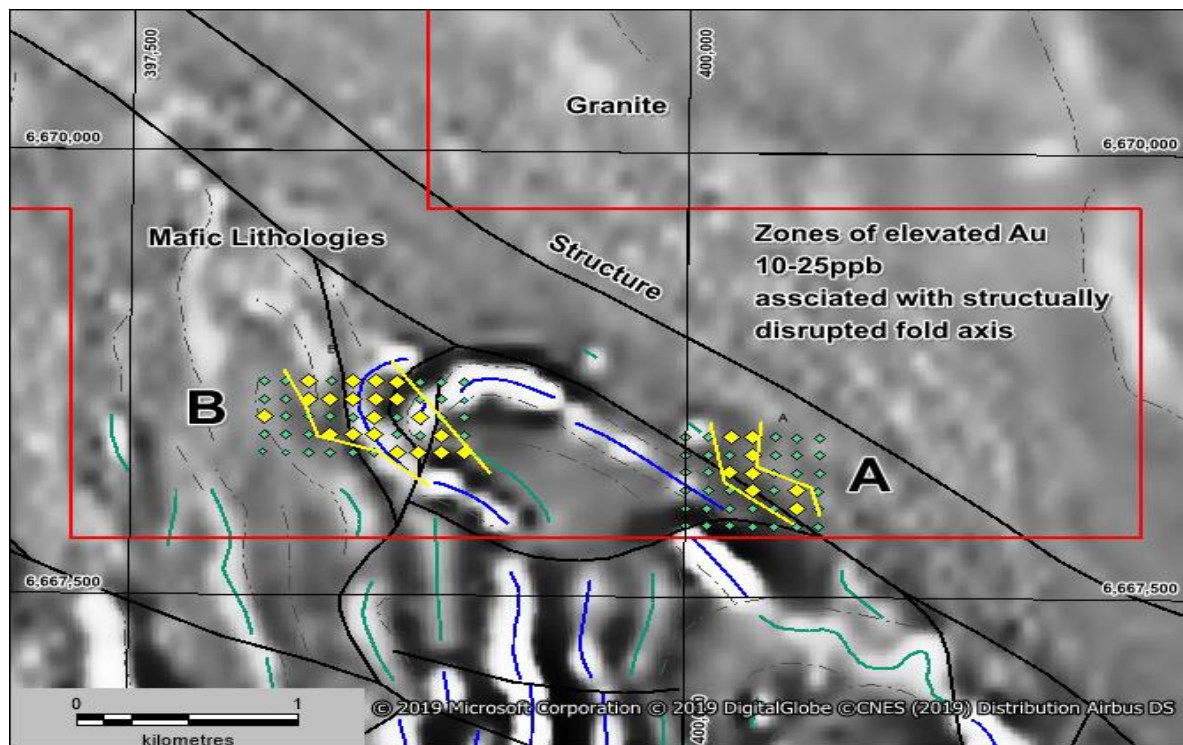 397,500
400,000
Granite
6,670,000
6,670,000
Mafic Lithologies
Structure
Zones of elevated Au
10-25ppb
assciated with structually
disrupted fold axis
B
A
B
A
6,667,500
6,667,500
400,000
0
1
kilometres
© 2019 Microsoft Corporation © 2019 DigitalGlobe ©CNES (2019) Distribution Airbus DS